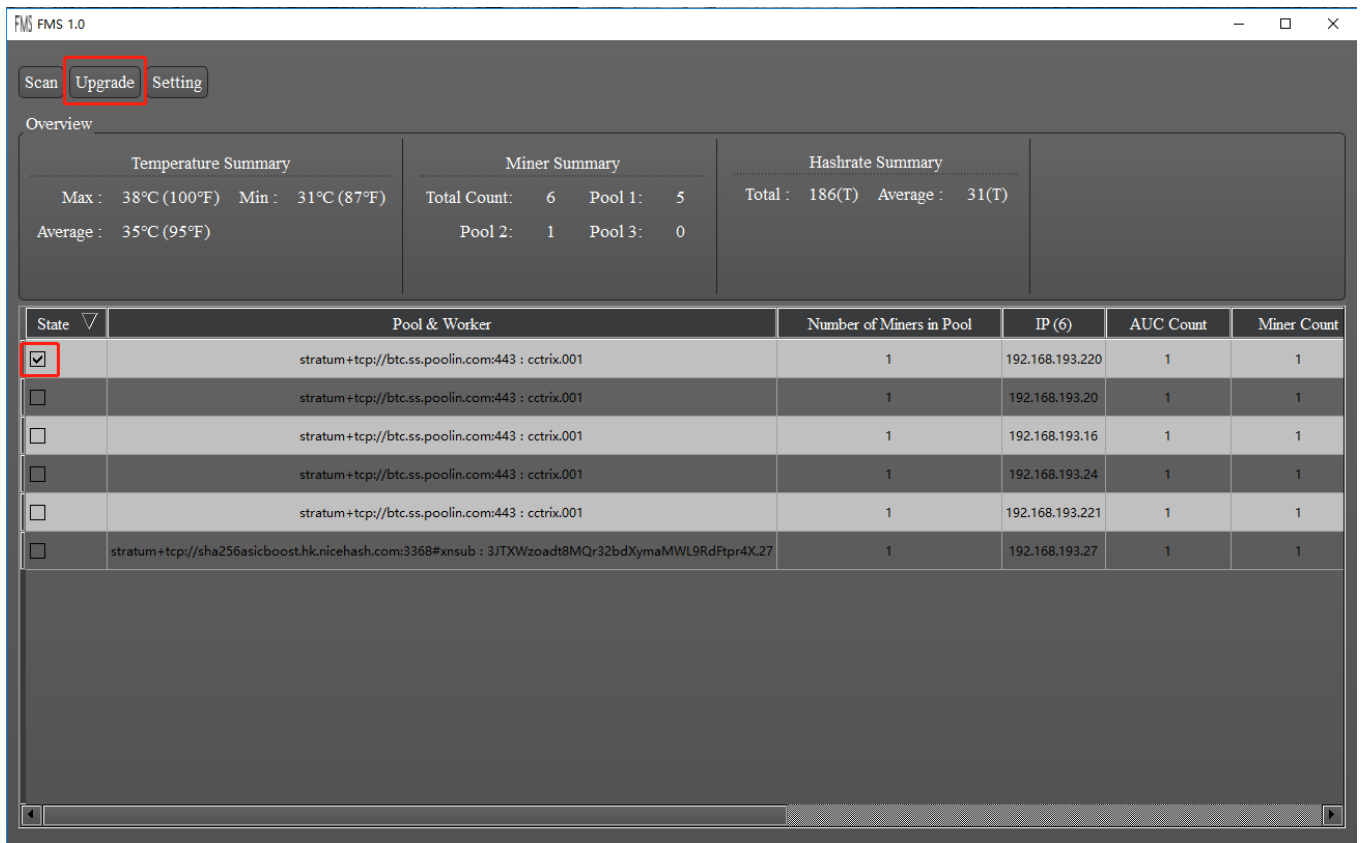 FMS FMS 1.0
Scan Upgrade Setting
Overview
Temperature Summary
Max : 38°C (100°F) Min : 31°C (87°F)
Average : 35°C (95°F)
Miner Summary
Total Count: 6 Pool 1: 5
Pool 2: 1 Pool 3: 0
Hashrate Summary
Total : 186(T) Average : 31(T)
State Pool & Worker Number of Miners in Pool IP (6) AUC Count Miner Count
stratum+tcp://btc.ss.poolin.com:443 : cctrix.001 1 192.168.193.220 1 1
stratum+tcp://btc.ss.poolin.com:443 : cctrix.001 1 192.168.193.20 1 1
stratum+tcp://btc.ss.poolin.com:443 : cctrix.001 1 192.168.193.16 1 1
stratum+tcp://btc.ss.poolin.com:443 : cctrix.001 1 192.168.193.24 1 1
stratum+tcp://btc.ss.poolin.com:443 : cctrix.001 1 192.168.193.221 1 1
stratum+tcp://sha256asicboost.hk.nicehash.com:3368#xnsub : 3JTXWzoadt8MQr32bdXymaMWL9RdFtpr4X.27 1 192.168.193.27 1 1